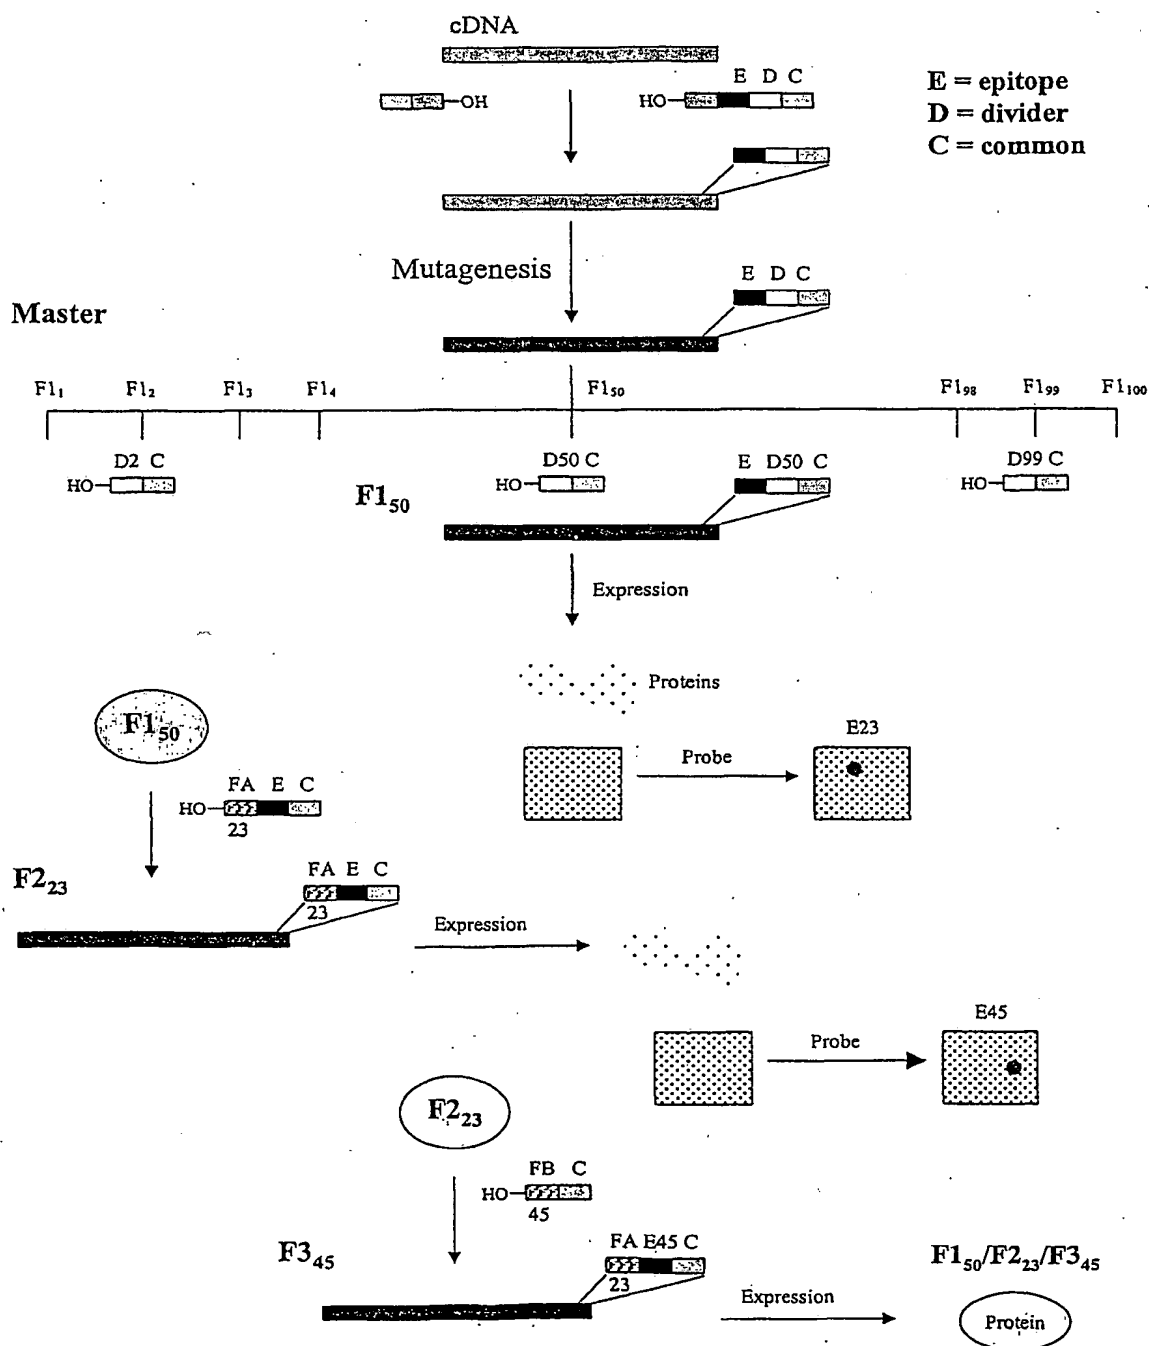 cDNA
E D C
OH
HO
E = epitope
D = divider
C = common
Mutagenesis
E D C
Master
F1₁ F1₂ F1₃ F1₄ F1₅₀ F1₉₈ F1₉₉ F1₁₀₀
D2 C
HO
D50 C
HO
E D50 C
D99 C
HO
F1₅₀
Expression
Proteins
F1₅₀
E23
Probe
FA E C
HO
23
F2₂₃
FA E C
23
Expression
E45
Probe
F2₂₃
FB C
HO
45
F3₄₅
FA E45 C
23
Expression
F1₅₀/F2₂₃/F3₄₅
Protein